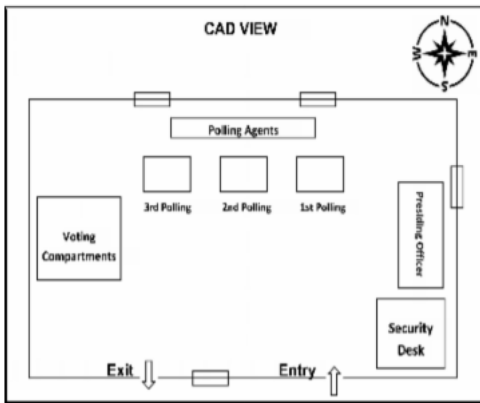 CAD VIEW
N
W
E
S
Polling Agents
3rd Polling
2nd Polling
1st Polling
Voting
Compartments
Presiding Officer
Security
Desk
Exit
Entry